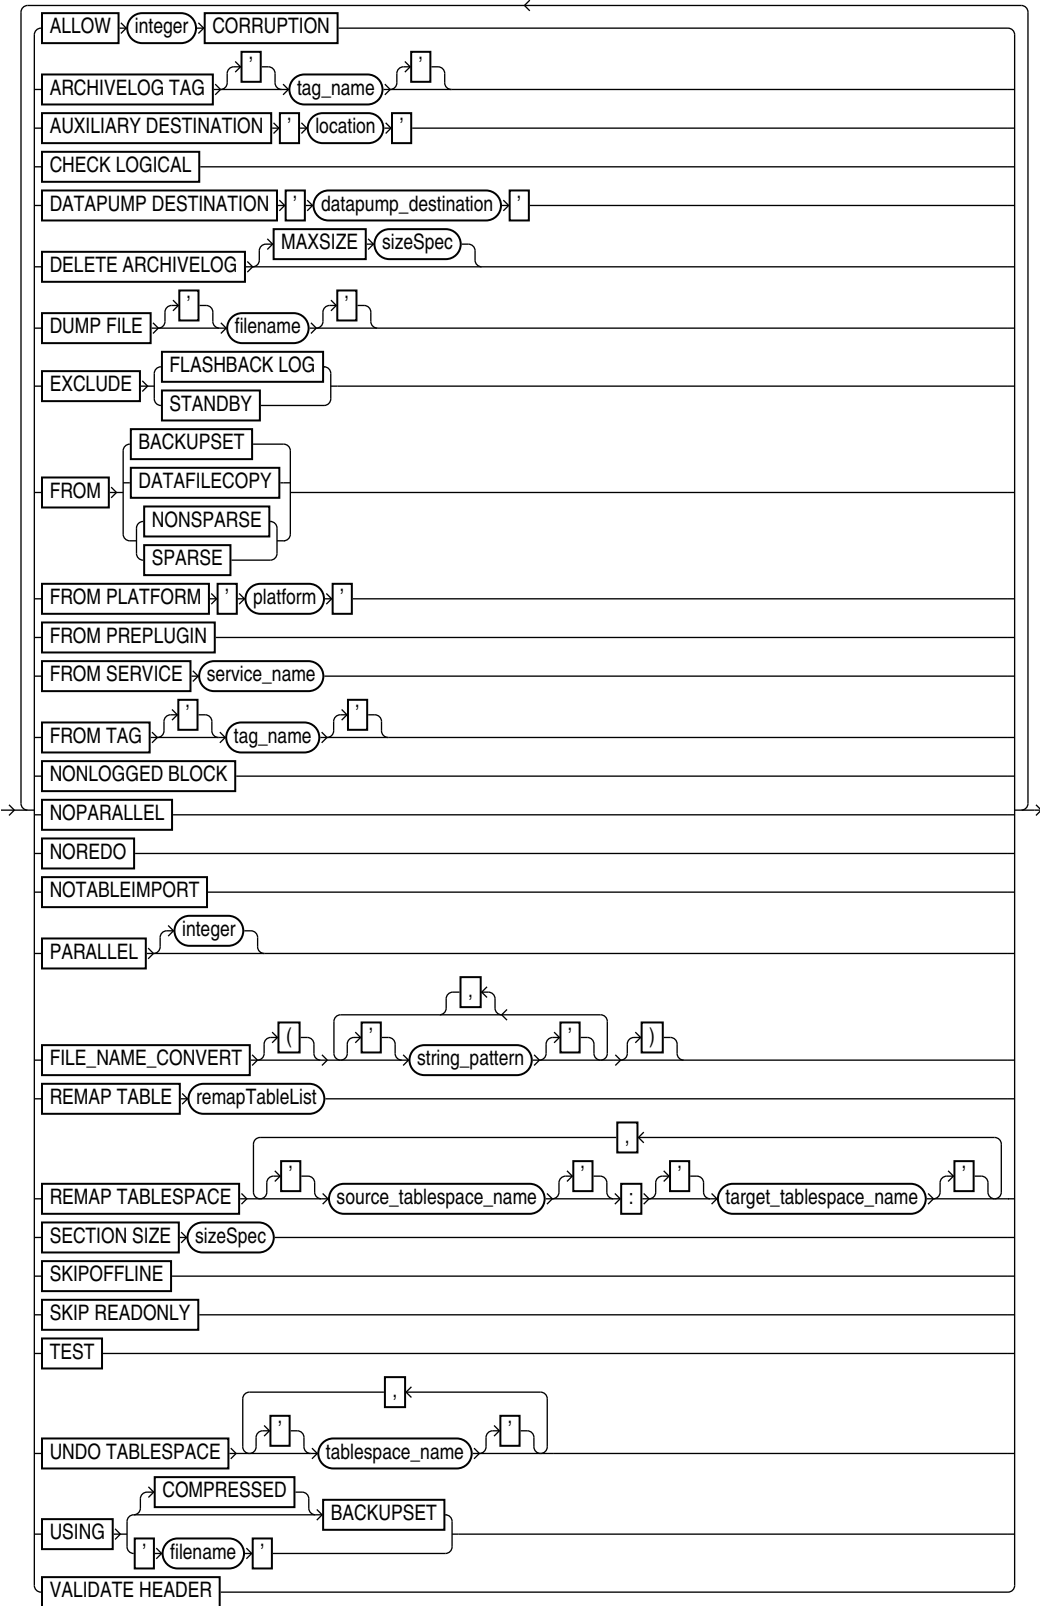 ALLOW integer CORRUPTION
' '
ARCHIVELOG TAG tag_name
AUXILIARY DESTINATION ' location '
CHECK LOGICAL
DATAPUMP DESTINATION ' datapump_destination '
MAXSIZE sizeSpec
DELETE ARCHIVELOG
' '
DUMP FILE filename
FLASHBACK LOG
EXCLUDE
STANDBY
BACKUPSET
DATAFILECOPY
FROM
NONSPARSE
SPARSE
FROM PLATFORM ' platform '
FROM PREPLUGIN
FROM SERVICE service_name
' '
FROM TAG tag_name
NONLOGGED BLOCK
NOPARALLEL
NOREDO
NOTABLEIMPORT
integer
PARALLEL
,
( ' ' )
FILE_NAME_CONVERT string_pattern
REMAP TABLE remapTableList
,
' ' ' '
REMAP TABLESPACE source_tablespace_name : target_tablespace_name
SECTION SIZE sizeSpec
SKIPOFFLINE
SKIP READONLY
TEST
,
' '
UNDO TABLESPACE tablespace_name
COMPRESSED
BACKUPSET
USING
' filename '
VALIDATE HEADER